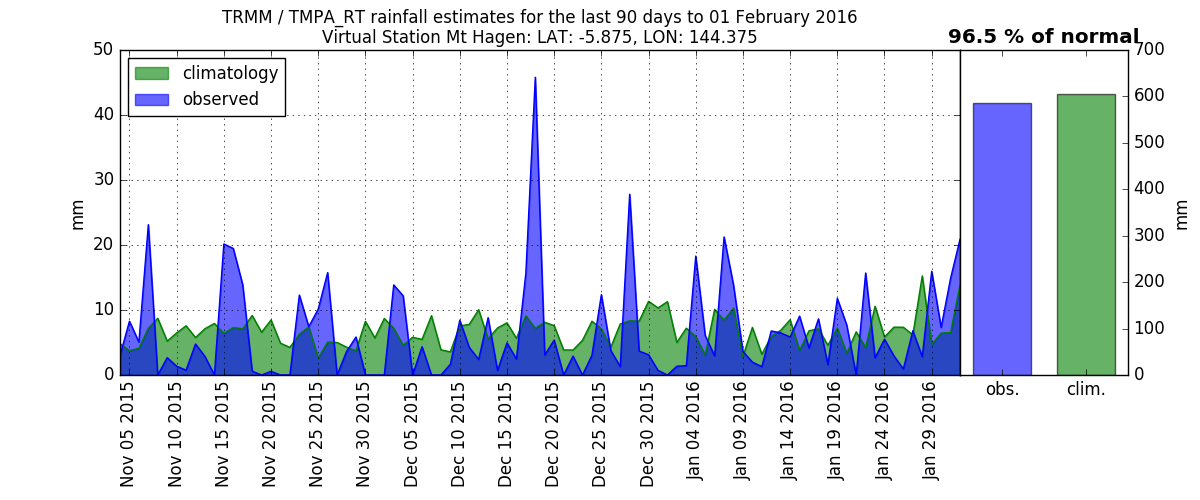 TRMM / TMPA_RT rainfall estimates for the last 90 days to 01 February 2016
Virtual Station Mt Hagen: LAT: -5.875, LON: 144.375
96.5 % of normal
climatology
observed
50
40
30
20
10
0
mm
700
600
500
400
300
200
100
0
mm
Nov 05 2015
Nov 10 2015
Nov 15 2015
Nov 20 2015
Nov 25 2015
Nov 30 2015
Dec 05 2015
Dec 10 2015
Dec 15 2015
Dec 20 2015
Dec 25 2015
Dec 30 2015
Jan 04 2016
Jan 09 2016
Jan 14 2016
Jan 19 2016
Jan 24 2016
Jan 29 2016
obs.
clim.